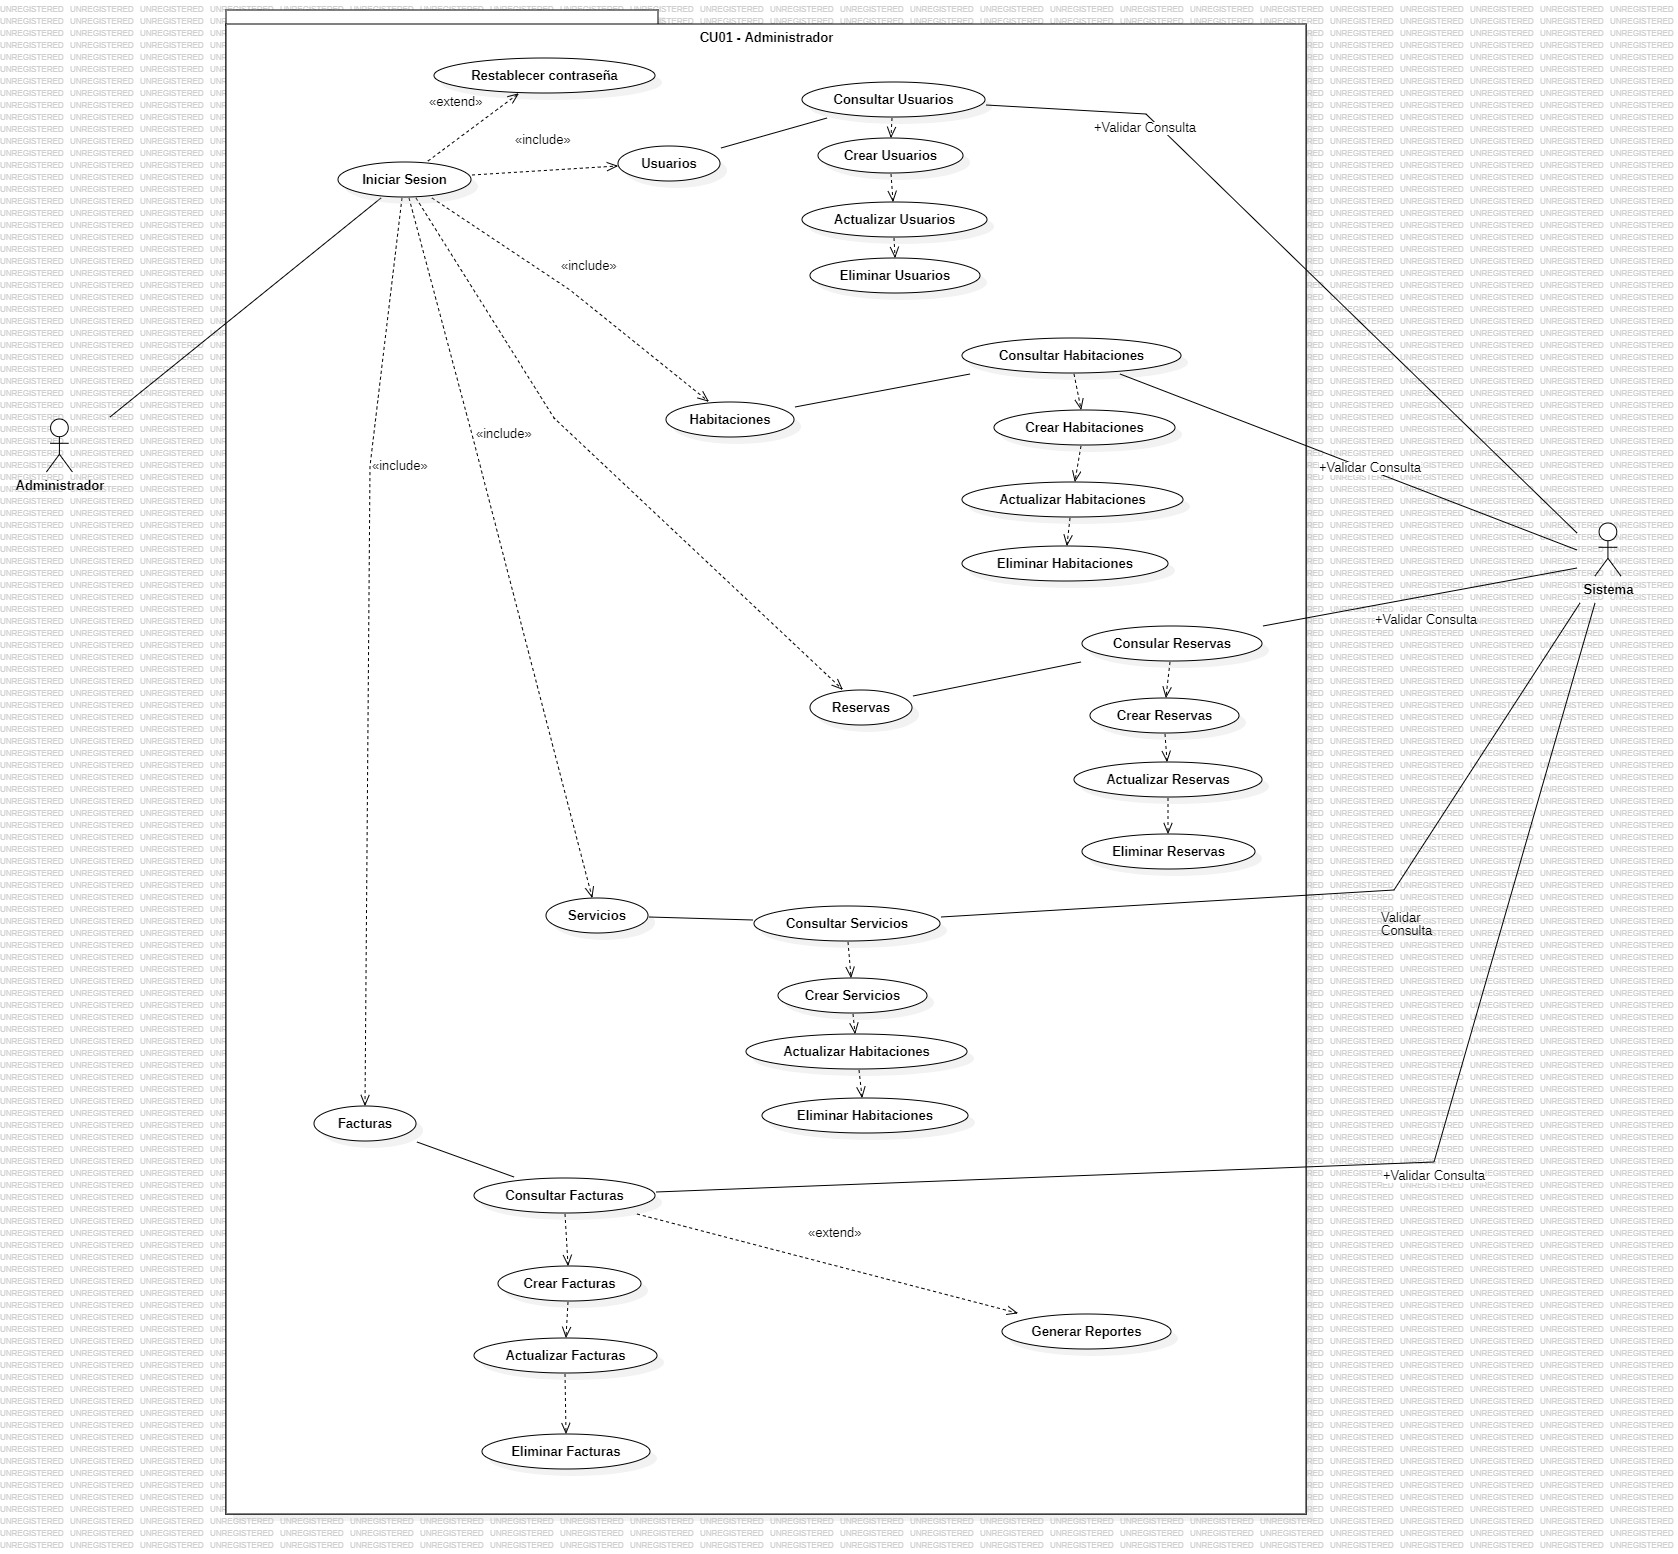 CU01 - Administrador
Restablecer contraseña
«extend»
Consultar Usuarios
+Validar Consulta
«include»
Usuarios
Crear Usuarios
Iniciar Sesion
Actualizar Usuarios
«include»
Eliminar Usuarios
Consultar Habitaciones
Habitaciones
Crear Habitaciones
«include»
«include»
+Validar Consulta
Administrador
Actualizar Habitaciones
Eliminar Habitaciones
Sistema
+Validar Consulta
Consular Reservas
Reservas
Crear Reservas
Actualizar Reservas
Eliminar Reservas
Servicios
Consultar Servicios
Validar
Consulta
Crear Servicios
Actualizar Habitaciones
Eliminar Habitaciones
Facturas
+Validar Consulta
Consultar Facturas
«extend»
Crear Facturas
Generar Reportes
Actualizar Facturas
Eliminar Facturas
UNREGISTERED